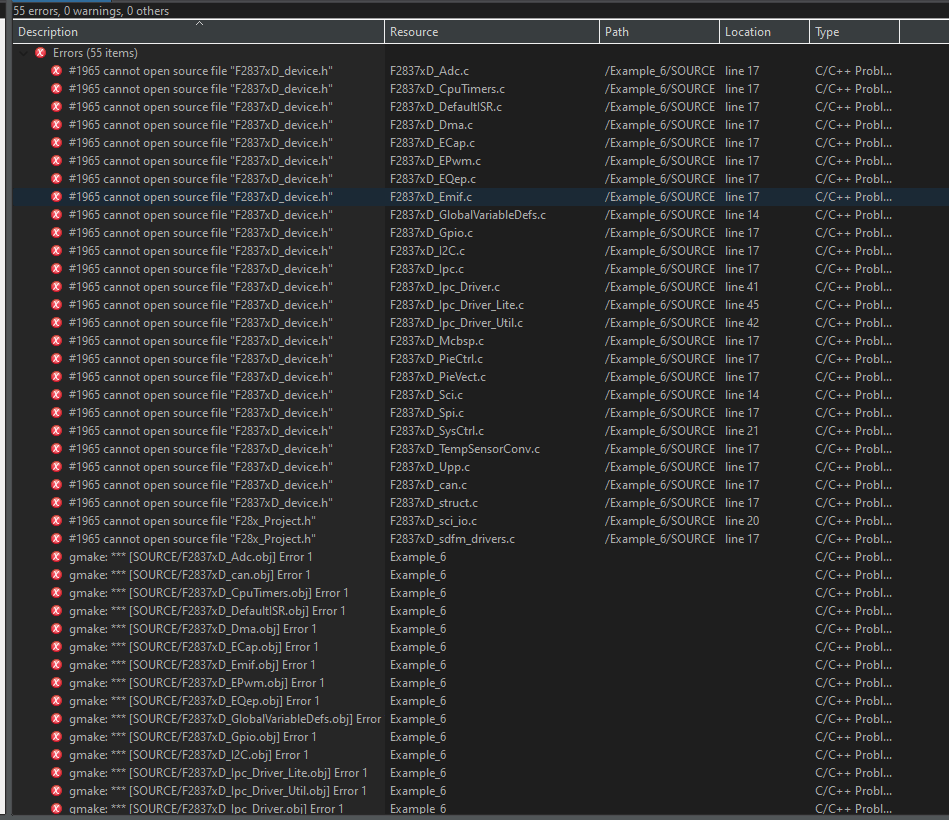 55 errors, 0 warnings, 0 others
Description Resource Path Location Type
Errors (55 items)
#1965 cannot open source file "F2837xD_device.h" F2837xD_Adc.c /Example_6/SOURCE line 17 C/C++ Probl...
#1965 cannot open source file "F2837xD_device.h" F2837xD_CpuTimers.c /Example_6/SOURCE line 17 C/C++ Probl...
#1965 cannot open source file "F2837xD_device.h" F2837xD_DefaultISR.c /Example_6/SOURCE line 17 C/C++ Probl...
#1965 cannot open source file "F2837xD_device.h" F2837xD_Dma.c /Example_6/SOURCE line 17 C/C++ Probl...
#1965 cannot open source file "F2837xD_device.h" F2837xD_ECap.c /Example_6/SOURCE line 17 C/C++ Probl...
#1965 cannot open source file "F2837xD_device.h" F2837xD_EPwm.c /Example_6/SOURCE line 17 C/C++ Probl...
#1965 cannot open source file "F2837xD_device.h" F2837xD_EQep.c /Example_6/SOURCE line 17 C/C++ Probl...
#1965 cannot open source file "F2837xD_device.h" F2837xD_Emif.c /Example_6/SOURCE line 17 C/C++ Probl...
#1965 cannot open source file "F2837xD_device.h" F2837xD_GlobalVariableDefs.c /Example_6/SOURCE line 14 C/C++ Probl...
#1965 cannot open source file "F2837xD_device.h" F2837xD_Gpio.c /Example_6/SOURCE line 17 C/C++ Probl...
#1965 cannot open source file "F2837xD_device.h" F2837xD_I2C.c /Example_6/SOURCE line 17 C/C++ Probl...
#1965 cannot open source file "F2837xD_device.h" F2837xD_Ipc.c /Example_6/SOURCE line 17 C/C++ Probl...
#1965 cannot open source file "F2837xD_device.h" F2837xD_Ipc_Driver.c /Example_6/SOURCE line 41 C/C++ Probl...
#1965 cannot open source file "F2837xD_device.h" F2837xD_Ipc_Driver_Lite.c /Example_6/SOURCE line 45 C/C++ Probl...
#1965 cannot open source file "F2837xD_device.h" F2837xD_Ipc_Driver_Util.c /Example_6/SOURCE line 42 C/C++ Probl...
#1965 cannot open source file "F2837xD_device.h" F2837xD_Mcbsp.c /Example_6/SOURCE line 17 C/C++ Probl...
#1965 cannot open source file "F2837xD_device.h" F2837xD_PieCtrl.c /Example_6/SOURCE line 17 C/C++ Probl...
#1965 cannot open source file "F2837xD_device.h" F2837xD_PieVect.c /Example_6/SOURCE line 17 C/C++ Probl...
#1965 cannot open source file "F2837xD_device.h" F2837xD_Sci.c /Example_6/SOURCE line 14 C/C++ Probl...
#1965 cannot open source file "F2837xD_device.h" F2837xD_Spi.c /Example_6/SOURCE line 17 C/C++ Probl...
#1965 cannot open source file "F2837xD_device.h" F2837xD_SysCtrl.c /Example_6/SOURCE line 21 C/C++ Probl...
#1965 cannot open source file "F2837xD_device.h" F2837xD_TempSensorConv.c /Example_6/SOURCE line 17 C/C++ Probl...
#1965 cannot open source file "F2837xD_device.h" F2837xD_Upp.c /Example_6/SOURCE line 17 C/C++ Probl...
#1965 cannot open source file "F2837xD_device.h" F2837xD_can.c /Example_6/SOURCE line 17 C/C++ Probl...
#1965 cannot open source file "F2837xD_device.h" F2837xD_struct.c /Example_6/SOURCE line 17 C/C++ Probl...
#1965 cannot open source file "F28x_Project.h" F2837xD_sci_io.c /Example_6/SOURCE line 20 C/C++ Probl...
#1965 cannot open source file "F28x_Project.h" F2837xD_sdfm_drivers.c /Example_6/SOURCE line 17 C/C++ Probl...
gmake: *** [SOURCE/F2837xD_Adc.obj] Error 1 Example_6 C/C++ Probl...
gmake: *** [SOURCE/F2837xD_can.obj] Error 1 Example_6 C/C++ Probl...
gmake: *** [SOURCE/F2837xD_CpuTimers.obj] Error 1 Example_6 C/C++ Probl...
gmake: *** [SOURCE/F2837xD_DefaultISR.obj] Error 1 Example_6 C/C++ Probl...
gmake: *** [SOURCE/F2837xD_Dma.obj] Error 1 Example_6 C/C++ Probl...
gmake: *** [SOURCE/F2837xD_ECap.obj] Error 1 Example_6 C/C++ Probl...
gmake: *** [SOURCE/F2837xD_Emif.obj] Error 1 Example_6 C/C++ Probl...
gmake: *** [SOURCE/F2837xD_EPwm.obj] Error 1 Example_6 C/C++ Probl...
gmake: *** [SOURCE/F2837xD_EQep.obj] Error 1 Example_6 C/C++ Probl...
gmake: *** [SOURCE/F2837xD_GlobalVariableDefs.obj] Error Example_6 C/C++ Probl...
gmake: *** [SOURCE/F2837xD_Gpio.obj] Error 1 Example_6 C/C++ Probl...
gmake: *** [SOURCE/F2837xD_I2C.obj] Error 1 Example_6 C/C++ Probl...
gmake: *** [SOURCE/F2837xD_Ipc_Driver_Lite.obj] Error 1 Example_6 C/C++ Probl...
gmake: *** [SOURCE/F2837xD_Ipc_Driver_Util.obj] Error 1 Example_6 C/C++ Probl...
gmake: *** [SOURCE/F2837xD_Ipc_Driver.obj] Error 1 Example_6 C/C++ Probl...